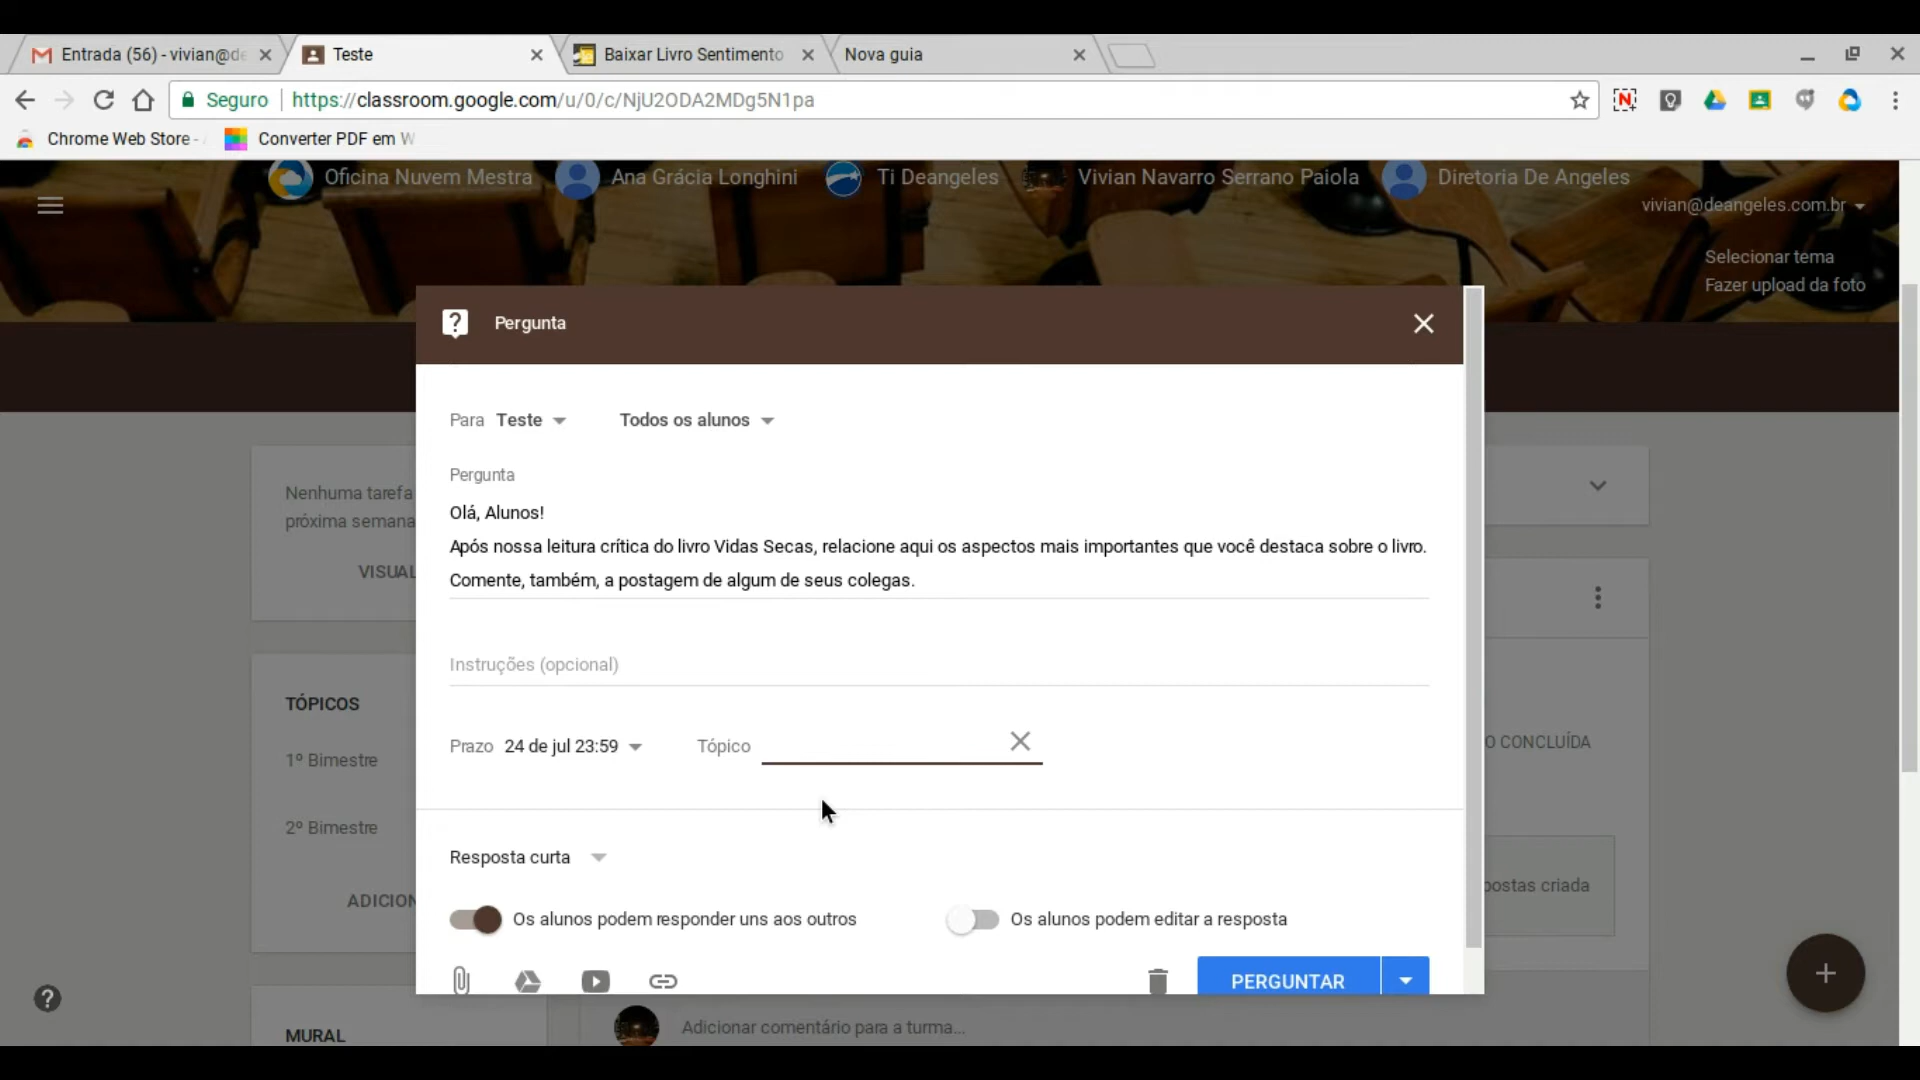 Entrada (56) - vivian@de
Teste
Baixar Livro Sentimento
Nova guia
Seguro
https://classroom.google.com/u/0/c/NjU2ODA2MDg5N1pa
Chrome Web Store -
Converter PDF em W
Oficina Nuvem Mestra
Ana Grácia Longhini
Ti Deangeles
Vivian Navarro Serrano Paiola
Diretoria De Angeles
vivian@deangeles.com.br
Selecionar tema
Fazer upload da foto
Pergunta
Para Teste
Todos os alunos
Pergunta
Olá, Alunos!
Após nossa leitura crítica do livro Vidas Secas, relacione aqui os aspectos mais importantes que você destaca sobre o livro.
Comente, também, a postagem de algum de seus colegas.
Instruções (opcional)
Prazo 24 de jul 23:59
Tópico
Resposta curta
Os alunos podem responder uns aos outros
Os alunos podem editar a resposta
PERGUNTAR
Nenhuma tarefa
próxima semana
VISUAL
TÓPICOS
1º Bimestre
2º Bimestre
ADICION
MURAL
O CONCLUÍDA
postas criada
Adicionar comentário para a turma...